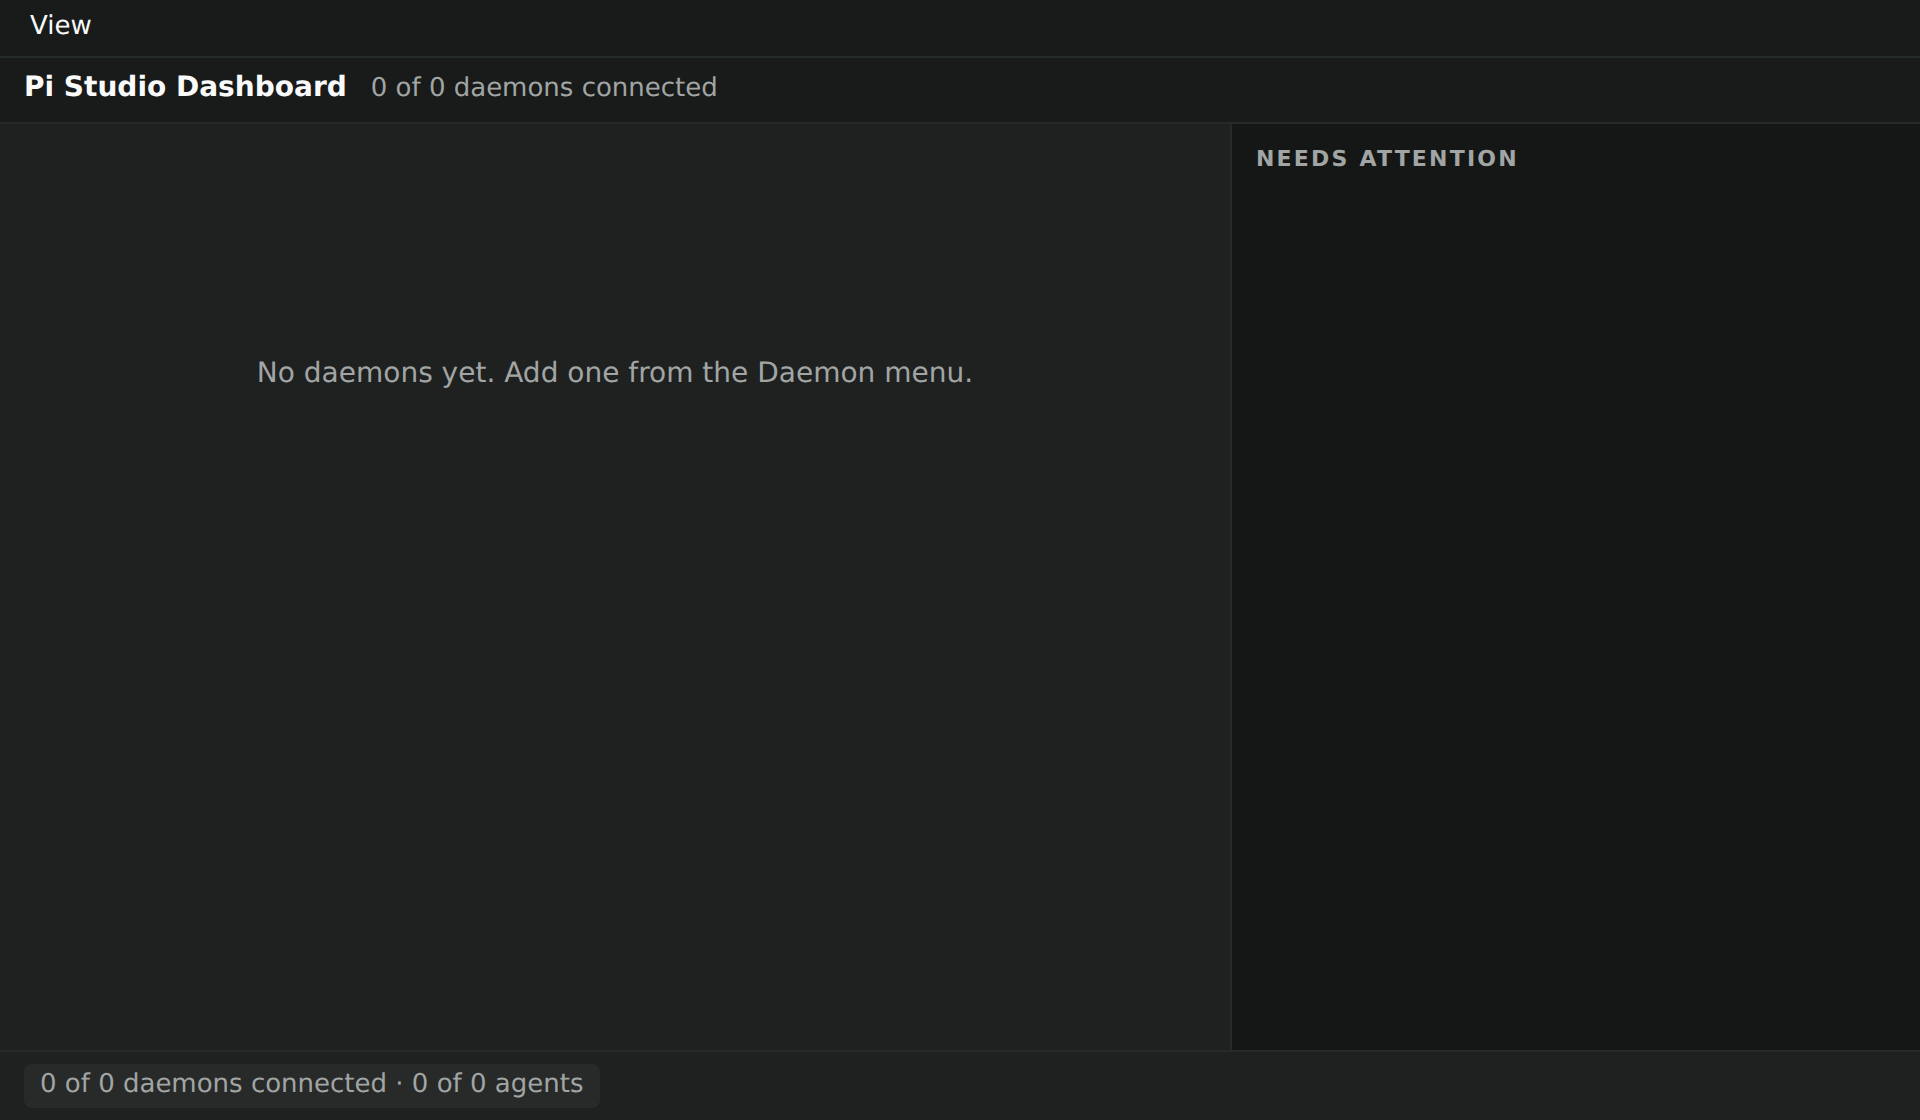 View
Pi Studio Dashboard 0 of 0 daemons connected
NEEDS ATTENTION
No daemons yet. Add one from the Daemon menu.
0 of 0 daemons connected · 0 of 0 agents